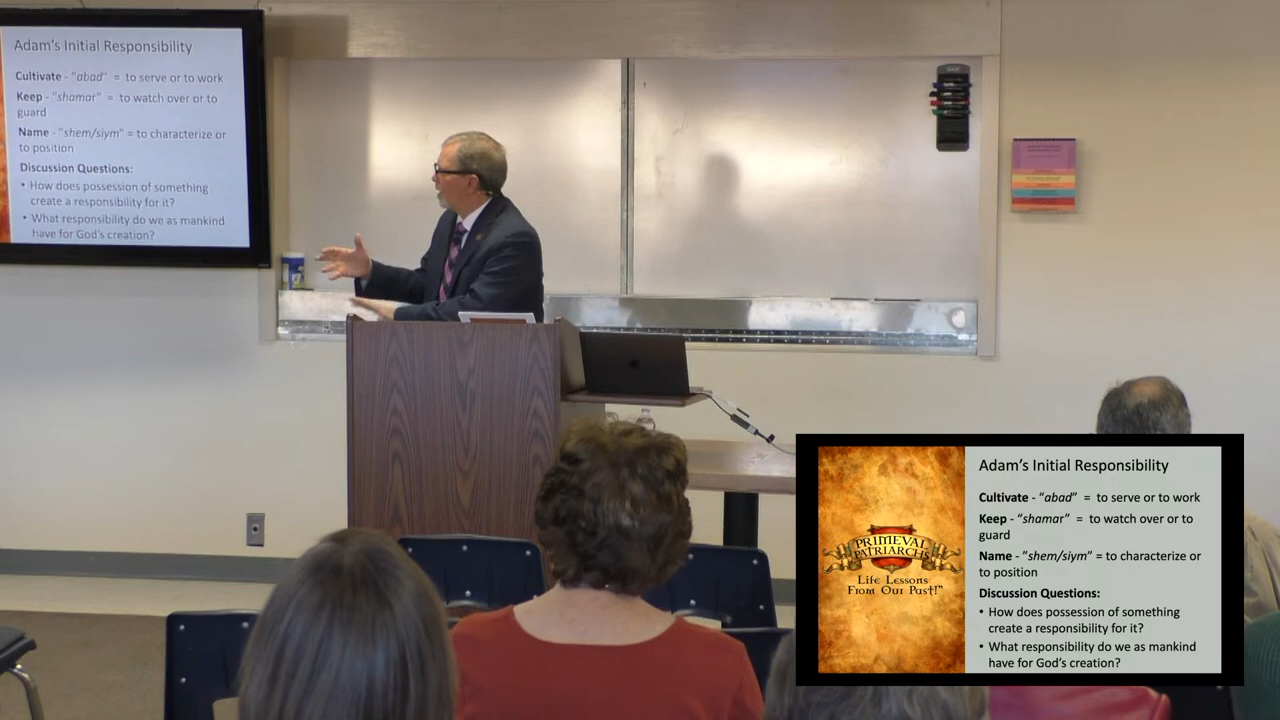 Adam's Initial Responsibility
Cultivate - "abad" = to serve or to work
Keep - "shamar" = to watch over or to
guard
Name - "shem/siym" = to characterize or
to position
Discussion Questions:
• How does possession of something
create a responsibility for it?
• What responsibility do we as mankind
have for God's creation?
PRIMEVAL
PATRIARCHS
Life Lessons
From Our Past!"
Adam's Initial Responsibility
Cultivate - "abad" = to serve or to work
Keep - "shamar" = to watch over or to
guard
Name - "shem/siym" = to characterize or
to position
Discussion Questions:
• How does possession of something
create a responsibility for it?
• What responsibility do we as mankind
have for God's creation?